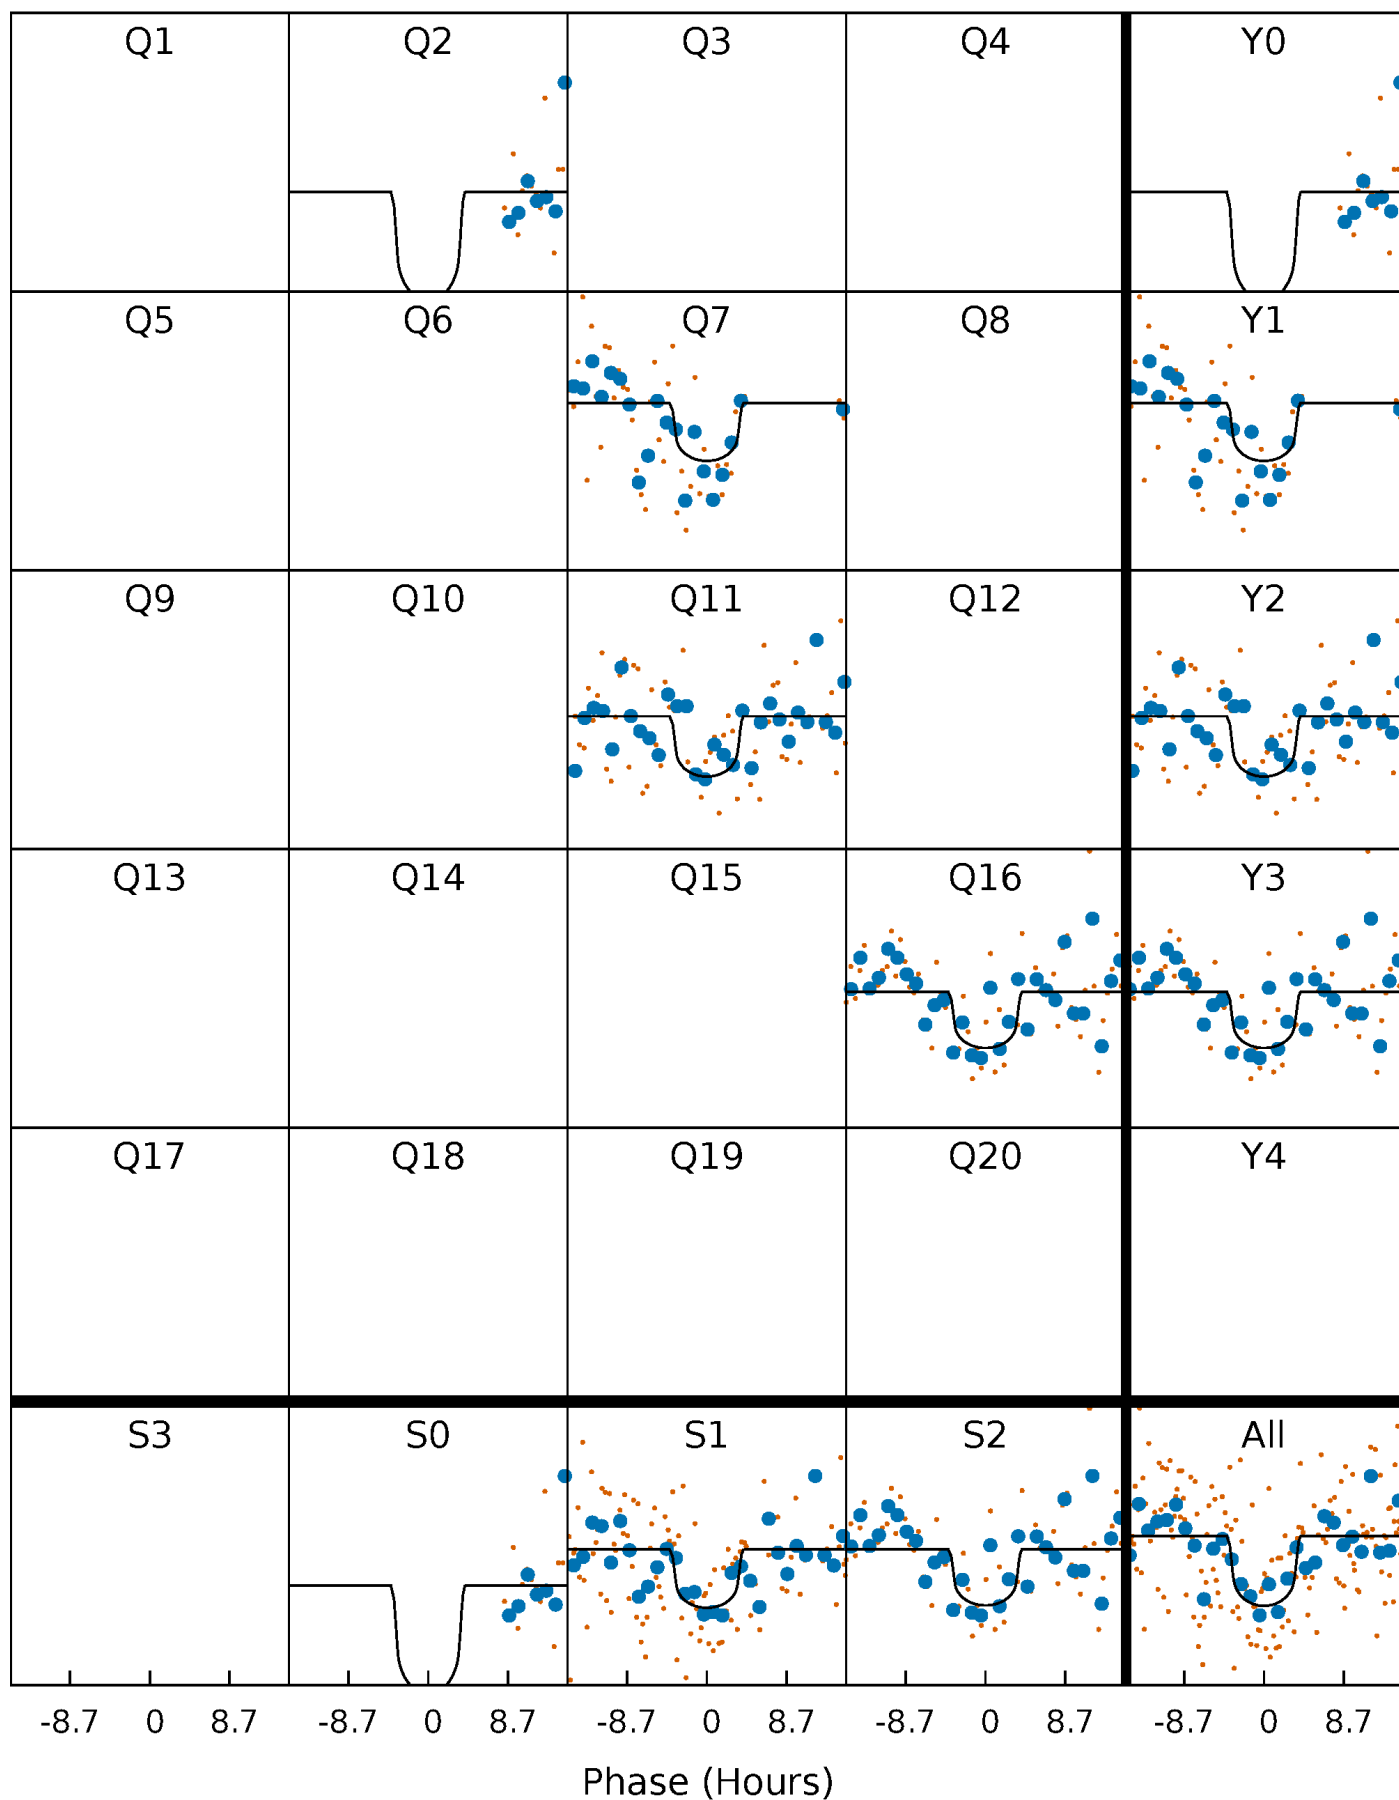 Q1 Q2 Q3 Q4 Y0
Q5 Q6 Q7 Q8 Y1
Q9 Q10 Q11 Q12 Y2
Q13 Q14 Q15 Q16 Y3
Q17 Q18 Q19 Q20 Y4
S3 S0 S1 S2 All
-8.7 0 8.7 -8.7 0 8.7 -8.7 0 8.7 -8.7 0 8.7 -8.7 0 8.7
Phase (Hours)